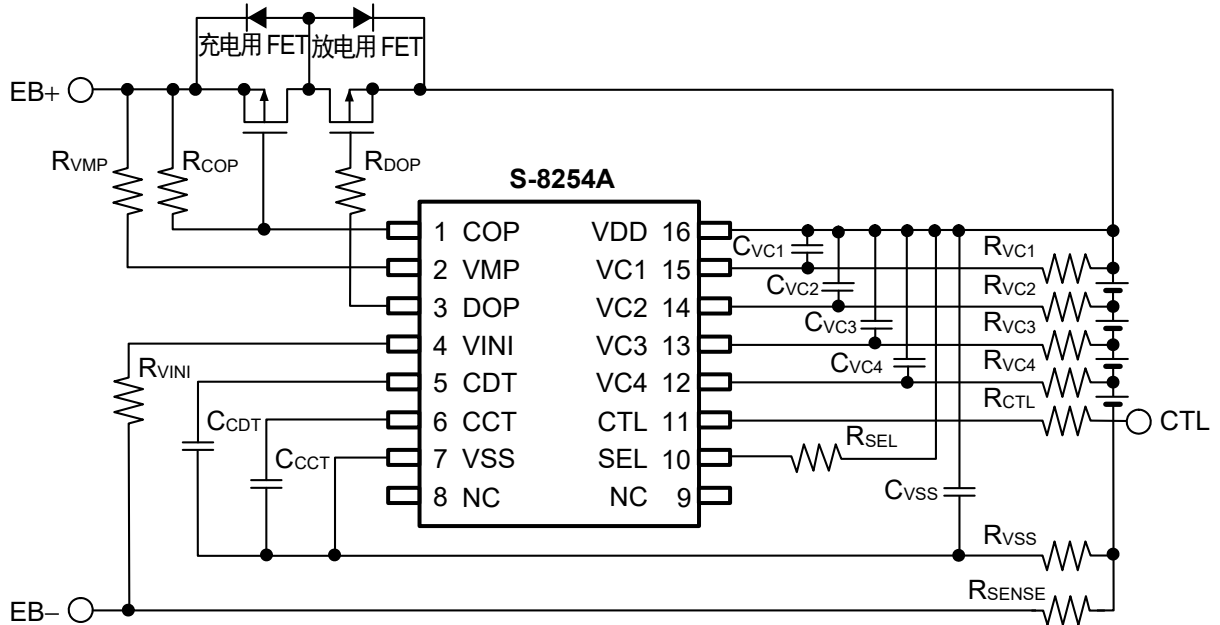 充电用 FET 放电用 FET
EB+
RVMP
RCOP
RDOP
S-8254A
1 COP VDD 16
2 VMP VC1 15
3 DOP VC2 14
4 VINI VC3 13
5 CDT VC4 12
6 CCT CTL 11
7 VSS SEL 10
8 NC NC 9
RVINI
CCDT
CCCT
CVC1
CVC2
CVC3
CVC4
RVC1
RVC2
RVC3
RVC4
RCTL
CTL
RSEL
CVSS
RVSS
RSENSE
EB−